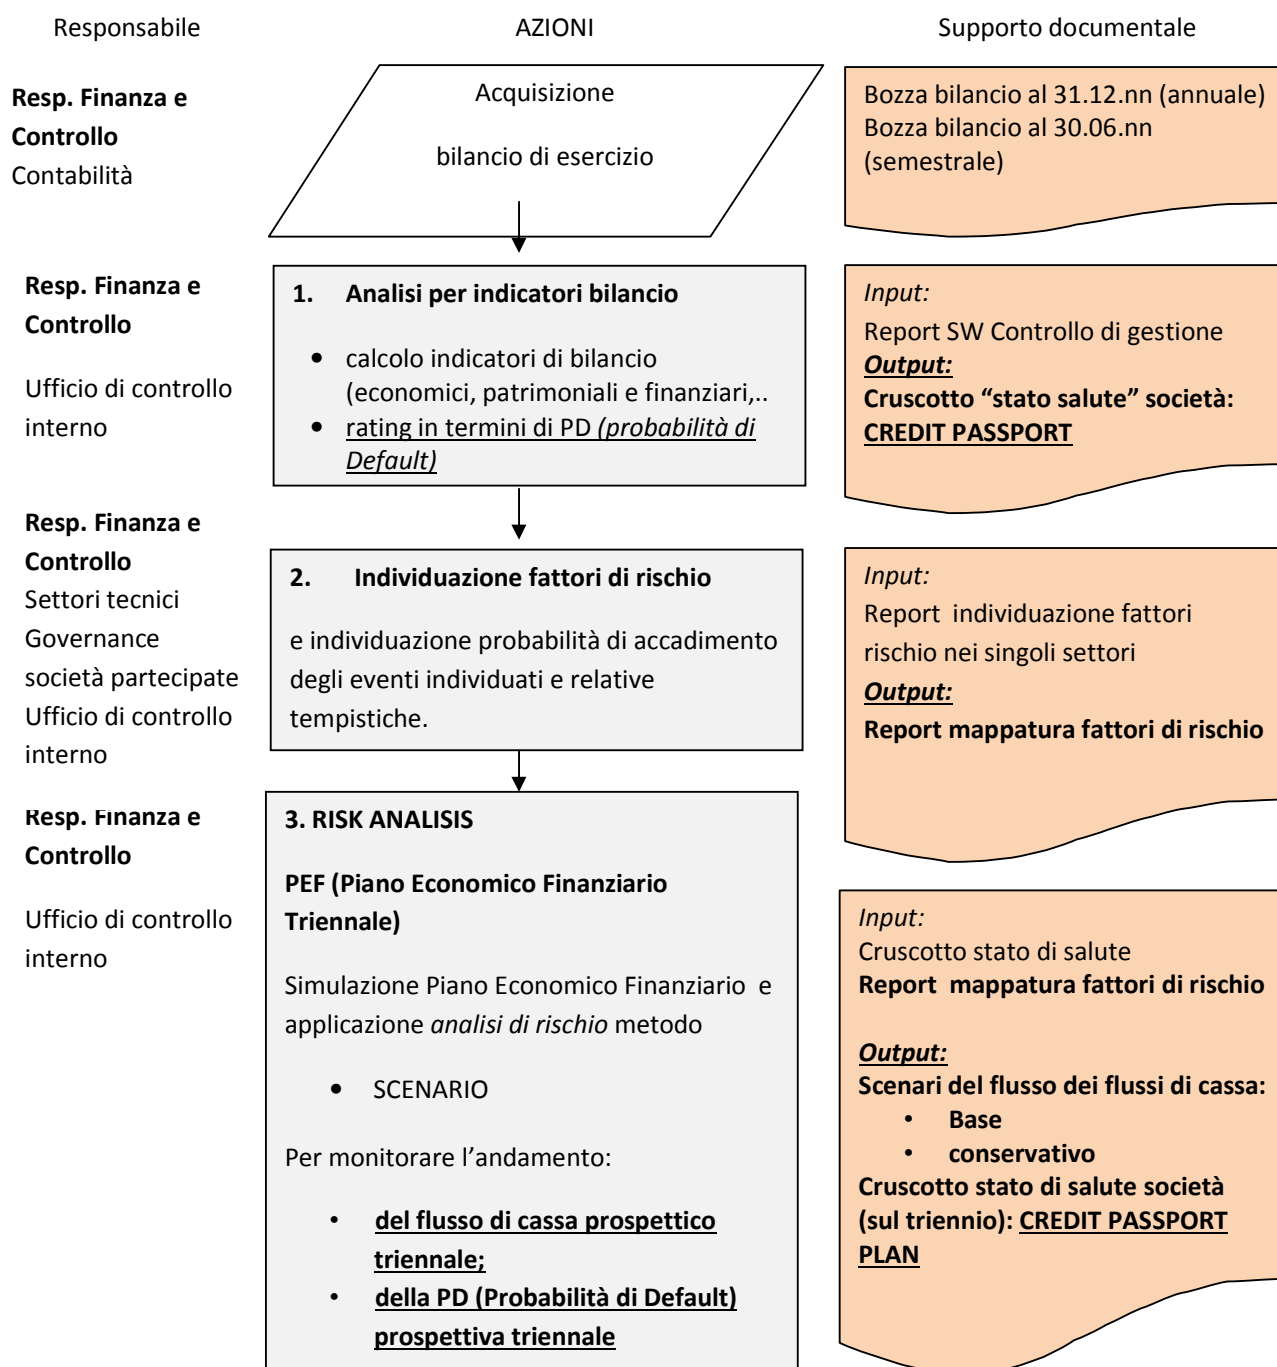 Responsabile
AZIONI
Supporto documentale
Resp. Finanza e
Controllo
Contabilità
Acquisizione
bilancio di esercizio
Bozza bilancio al 31.12.nn (annuale)
Bozza bilancio al 30.06.nn
(semestrale)
Resp. Finanza e
Controllo
Ufficio di controllo
interno
1. Analisi per indicatori bilancio
• calcolo indicatori di bilancio
(economici, patrimoniali e finanziari,..
• rating in termini di PD (probabilità di
Default)
Input:
Report SW Controllo di gestione
Output:
Cruscotto “stato salute” società:
CREDIT PASSPORT
Resp. Finanza e
Controllo
Settori tecnici
Governance
società partecipate
Ufficio di controllo
interno
2. Individuazione fattori di rischio
e individuazione probabilità di accadimento
degli eventi individuati e relative
tempistiche.
Input:
Report individuazione fattori
rischio nei singoli settori
Output:
Report mappatura fattori di rischio
Resp. Finanza e
Controllo
Ufficio di controllo
interno
3. RISK ANALISIS
PEF (Piano Economico Finanziario
Triennale)
Simulazione Piano Economico Finanziario e
applicazione analisi di rischio metodo
• SCENARIO
Per monitorare l’andamento:
• del flusso di cassa prospettico
triennale;
• della PD (Probabilità di Default)
prospettiva triennale
Input:
Cruscotto stato di salute
Report mappatura fattori di rischio
Output:
Scenari del flusso dei flussi di cassa:
• Base
• conservativo
Cruscotto stato di salute società
(sul triennio): CREDIT PASSPORT
PLAN